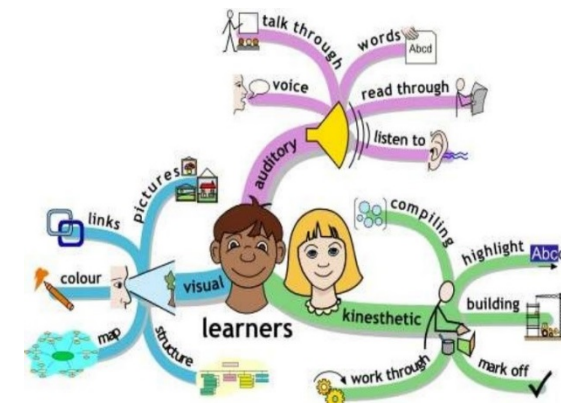 talk through
words
Abcd
voice
read through
listen to
auditory
pictures
links
colour
visual
map
structure
learners
compiling
highlight
Abcd
building
kinesthetic
work through
mark off